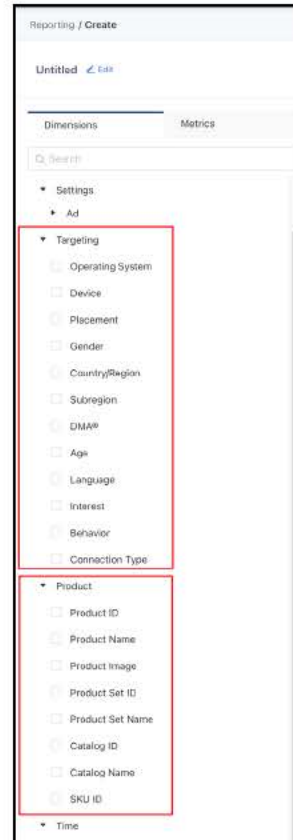 Reporting / Create
Untitled Edit
Dimensions Metrics
Search
Settings
Ad
Targeting
Operating System
Device
Placement
Gender
Country/Region
Subregion
DMA®
Age
Language
Interest
Behavior
Connection Type
Product
Product ID
Product Name
Product Image
Product Set ID
Product Set Name
Catalog ID
Catalog Name
SKU ID
Time